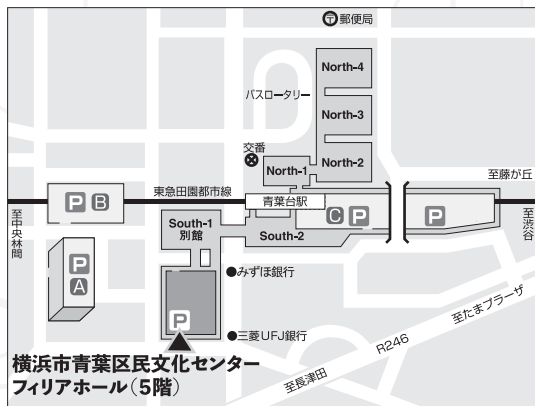 〒郵便局
North-4
バスロータリー
North-3
交番
North-2
North-1
至藤が丘
東急田園都市線
青葉台駅
P B
C P
P
至中央林間
至渋谷
South-1
別館
South-2
P
A
みずほ銀行
P
三菱UFJ銀行
至たまプラーザ
R246
至長津田
横浜市青葉区民文化センター
フィリアホール（5階）